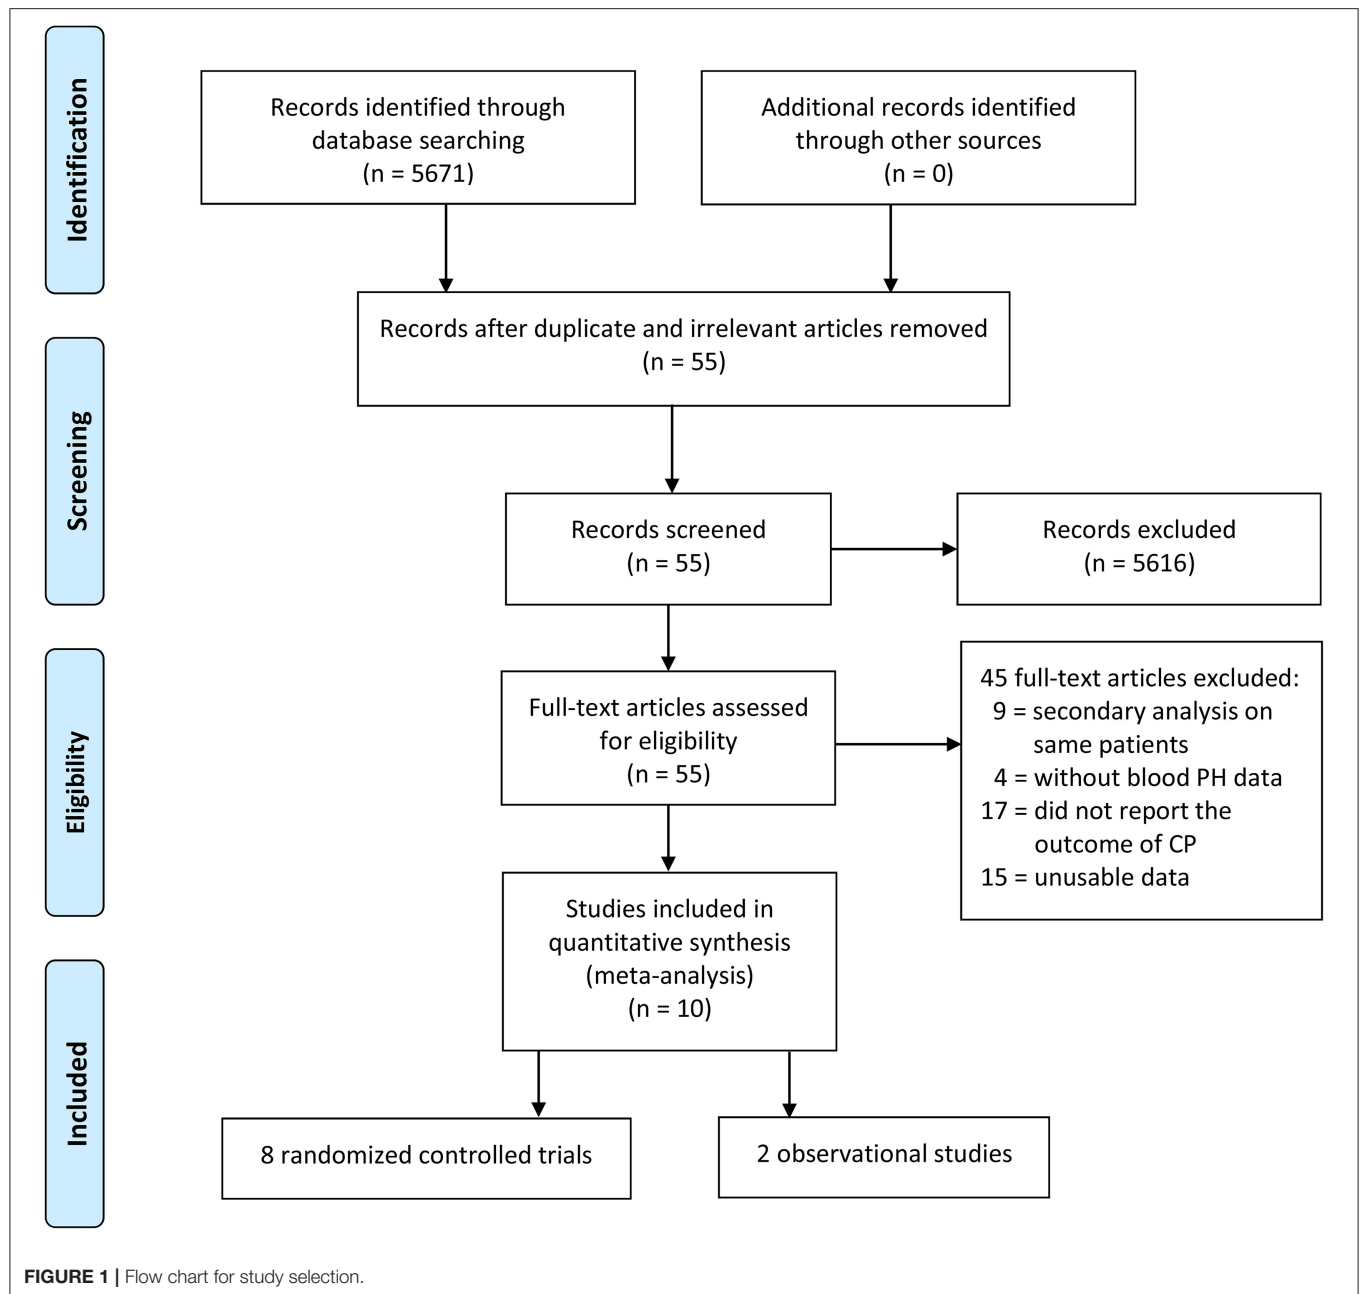 Identification
Records identified through
database searching
(n = 5671)
Additional records identified
through other sources
(n = 0)
Records after duplicate and irrelevant articles removed
(n = 55)
Screening
Records screened
(n = 55)
Records excluded
(n = 5616)
Eligibility
Full-text articles assessed
for eligibility
(n = 55)
45 full-text articles excluded:
9 = secondary analysis on
same patients
4 = without blood PH data
17 = did not report the
outcome of CP
15 = unusable data
Included
Studies included in
quantitative synthesis
(meta-analysis)
(n = 10)
8 randomized controlled trials
2 observational studies
FIGURE 1 | Flow chart for study selection.